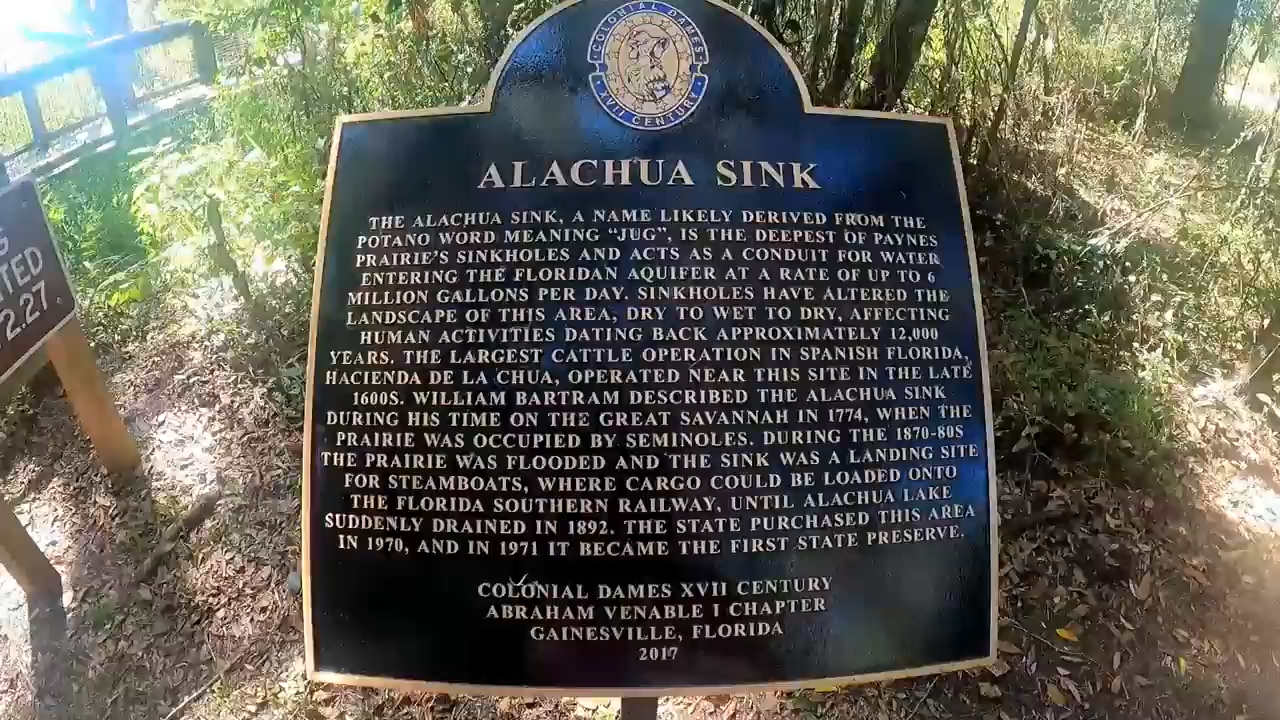 COLONIAL DAMES
XVII CENTURY
ALACHUA SINK
THE ALACHUA SINK, A NAME LIKELY DERIVED FROM THE
POTANO WORD MEANING “JUG”, IS THE DEEPEST OF PAYNES
PRAIRIE'S SINKHOLES AND ACTS AS A CONDUIT FOR WATER
ENTERING THE FLORIDAN AQUIFER AT A RATE OF UP TO 6
MILLION GALLONS PER DAY. SINKHOLES HAVE ALTERED THE
LANDSCAPE OF THIS AREA, DRY TO WET TO DRY, AFFECTING
HUMAN ACTIVITIES DATING BACK APPROXIMATELY 12,000
YEARS. THE LARGEST CATTLE OPERATION IN SPANISH FLORIDA,
HACIENDA DE LA CHUA, OPERATED NEAR THIS SITE IN THE LATE
1600S. WILLIAM BARTRAM DESCRIBED THE ALACHUA SINK
DURING HIS TIME ON THE GREAT SAVANNAH IN 1774, WHEN THE
PRAIRIE WAS OCCUPIED BY SEMINOLES. DURING THE 1870-80S
THE PRAIRIE WAS FLOODED AND THE SINK WAS A LANDING SITE
FOR STEAMBOATS, WHERE CARGO COULD BE LOADED ONTO
THE FLORIDA SOUTHERN RAILWAY, UNTIL ALACHUA LAKE
SUDDENLY DRAINED IN 1892. THE STATE PURCHASED THIS AREA
IN 1970, AND IN 1971 IT BECAME THE FIRST STATE PRESERVE.
COLONIAL DAMES XVII CENTURY
ABRAHAM VENABLE I CHAPTER
GAINESVILLE, FLORIDA
2017
G
TED
2.27